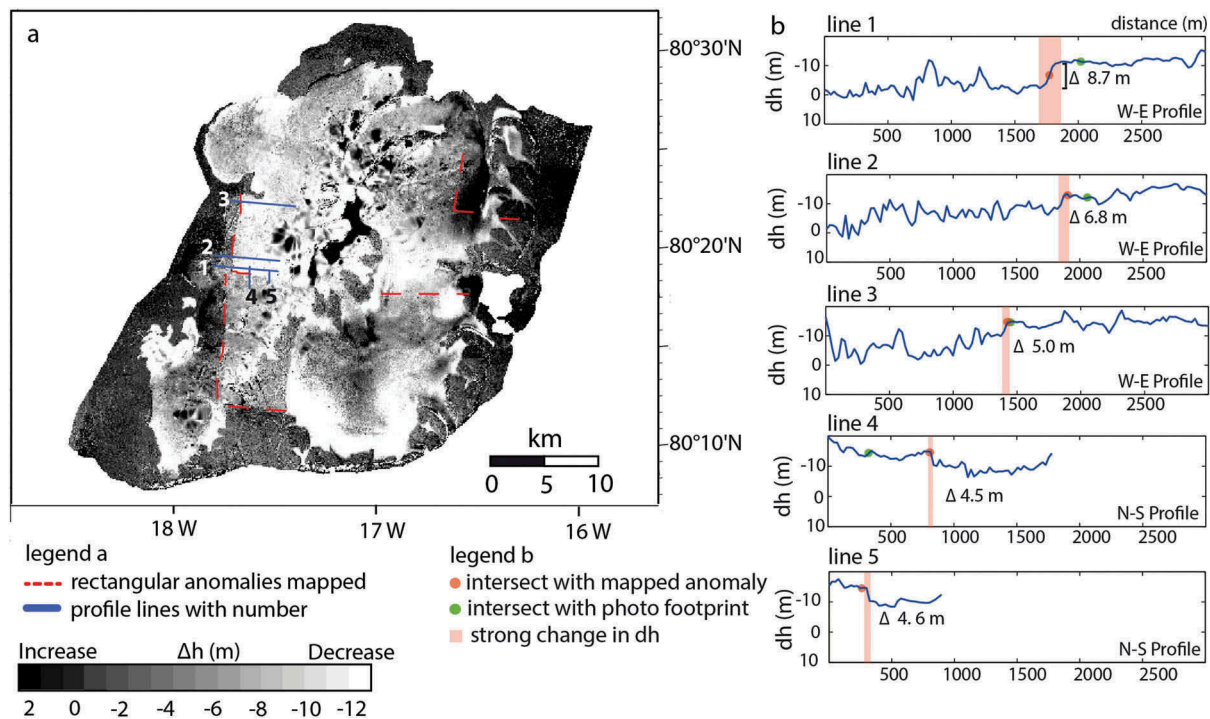 a
80°30'N
80°20'N
80°10'N
3
2
1
4 5
km
0 5 10
18W 17W 16W
legend a
rectangular anomalies mapped
profile lines with number
Increase Δh (m) Decrease
2 0 -2 -4 -6 -8 -10 -12
legend b
intersect with mapped anomaly
intersect with photo footprint
strong change in dh
b
line 1 distance (m)
dh (m)
-10
0
10
Δ 8.7 m
W-E Profile
500 1000 1500 2000 2500
line 2
dh (m)
-10
0
10
Δ 6.8 m
W-E Profile
500 1000 1500 2000 2500
line 3
dh (m)
-10
0
10
Δ 5.0 m
W-E Profile
500 1000 1500 2000 2500
line 4
dh (m)
-10
0
10
Δ 4.5 m
N-S Profile
500 1000 1500 2000 2500
line 5
dh (m)
-10
0
10
Δ 4. 6 m
N-S Profile
500 1000 1500 2000 2500